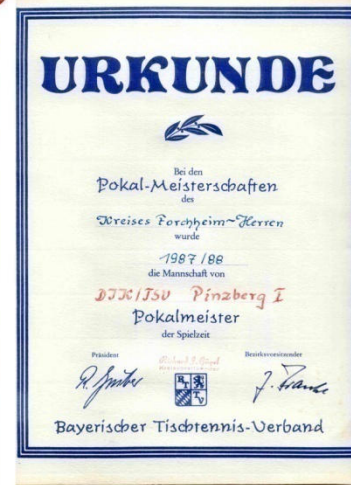 URKUNDE
Bei den
Pokal-Meisterschaften
des
Kreises Forchheim-Herren
wurde
1987/88
die Mannschaft von
DJK/TSV Pinzberg I
Pokalmeister
der Spielzeit
Präsident
Bezirksvorsitzender
B T
T V
Bayerischer Tischtennis-Verband